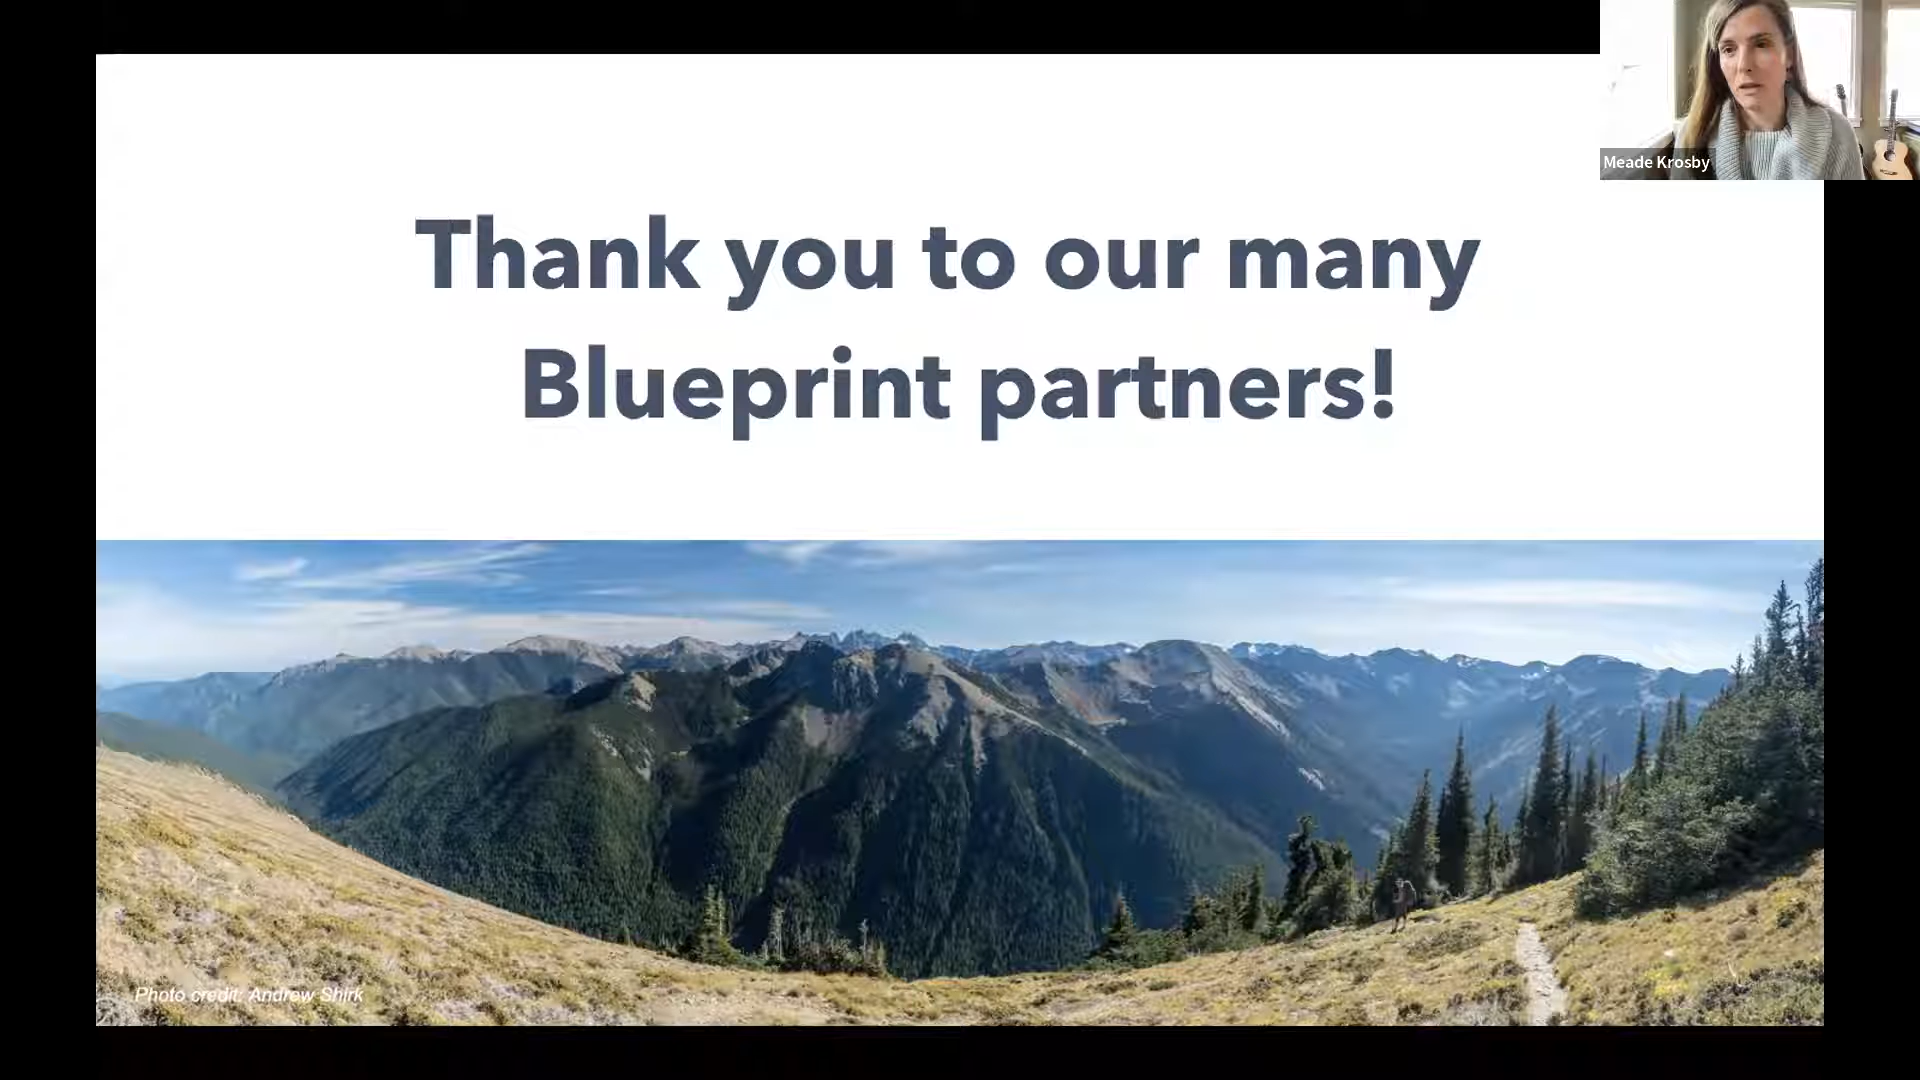 Meade Krosby
Thank you to our many
Blueprint partners!
Photo credit: Andrew Shirk